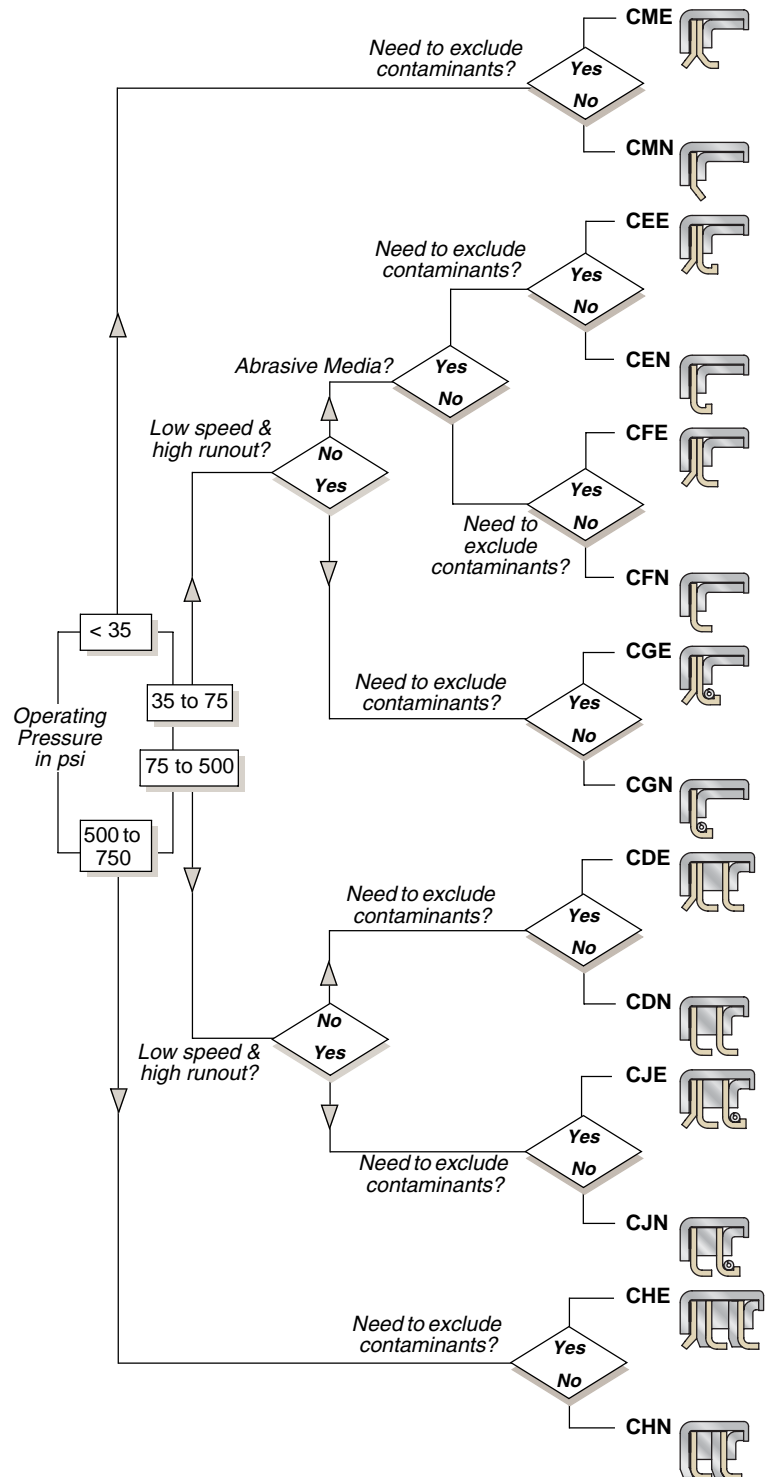 CME
Need to exclude
contaminants?
Yes
No
CMN
CEE
Need to exclude
contaminants?
Yes
No
CEN
Abrasive Media?
Yes
No
CFE
Low speed &
high runout?
No
Yes
Yes
No
Need to
exclude
contaminants?
CFN
< 35
CGE
Need to exclude
contaminants?
Yes
No
35 to 75
Operating
Pressure
in psi
75 to 500
CGN
500 to
750
CDE
Need to exclude
contaminants?
Yes
No
CDN
No
Yes
Low speed &
high runout?
CJE
Yes
No
Need to exclude
contaminants?
CJN
CHE
Need to exclude
contaminants?
Yes
No
CHN